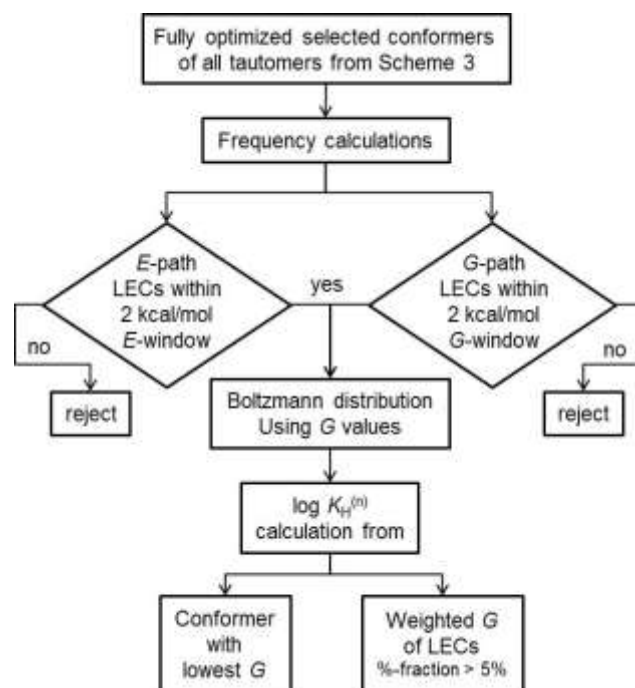 Fully optimized selected conformers
of all tautomers from Scheme 3
Frequency calculations
E-path
LECs within
2 kcal/mol
E-window
yes
G-path
LECs within
2 kcal/mol
G-window
no
no
reject
Boltzmann distribution
Using G values
reject
log K_H^(n)
calculation from
Conformer
with
lowest G
Weighted G
of LECs
%-fraction > 5%